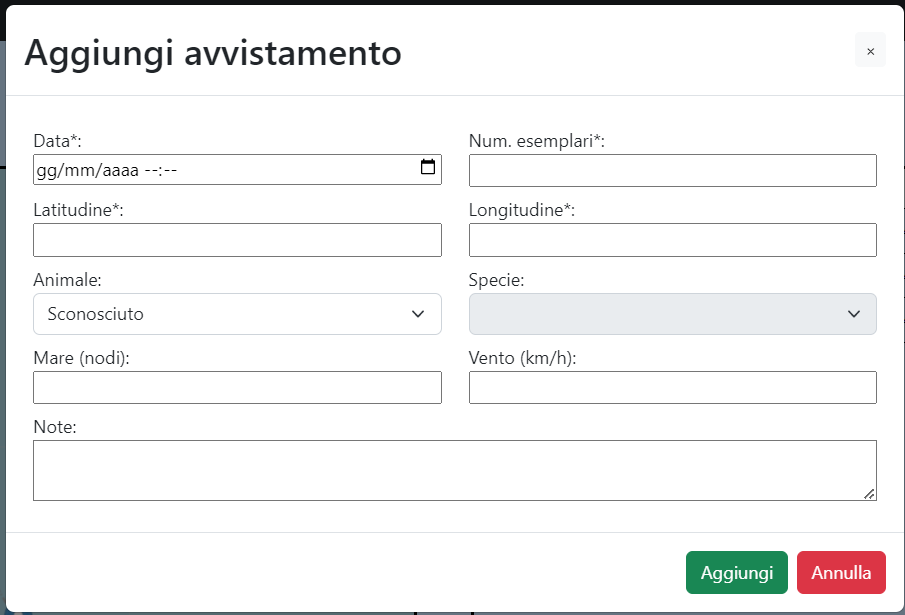 Aggiungi avvistamento
×
Data*: Num. esemplari*:
gg/mm/aaaa --:--
Latitudine*: Longitudine*:
Animale: Specie:
Sconosciuto
Mare (nodi): Vento (km/h):
Note:
Aggiungi Annulla